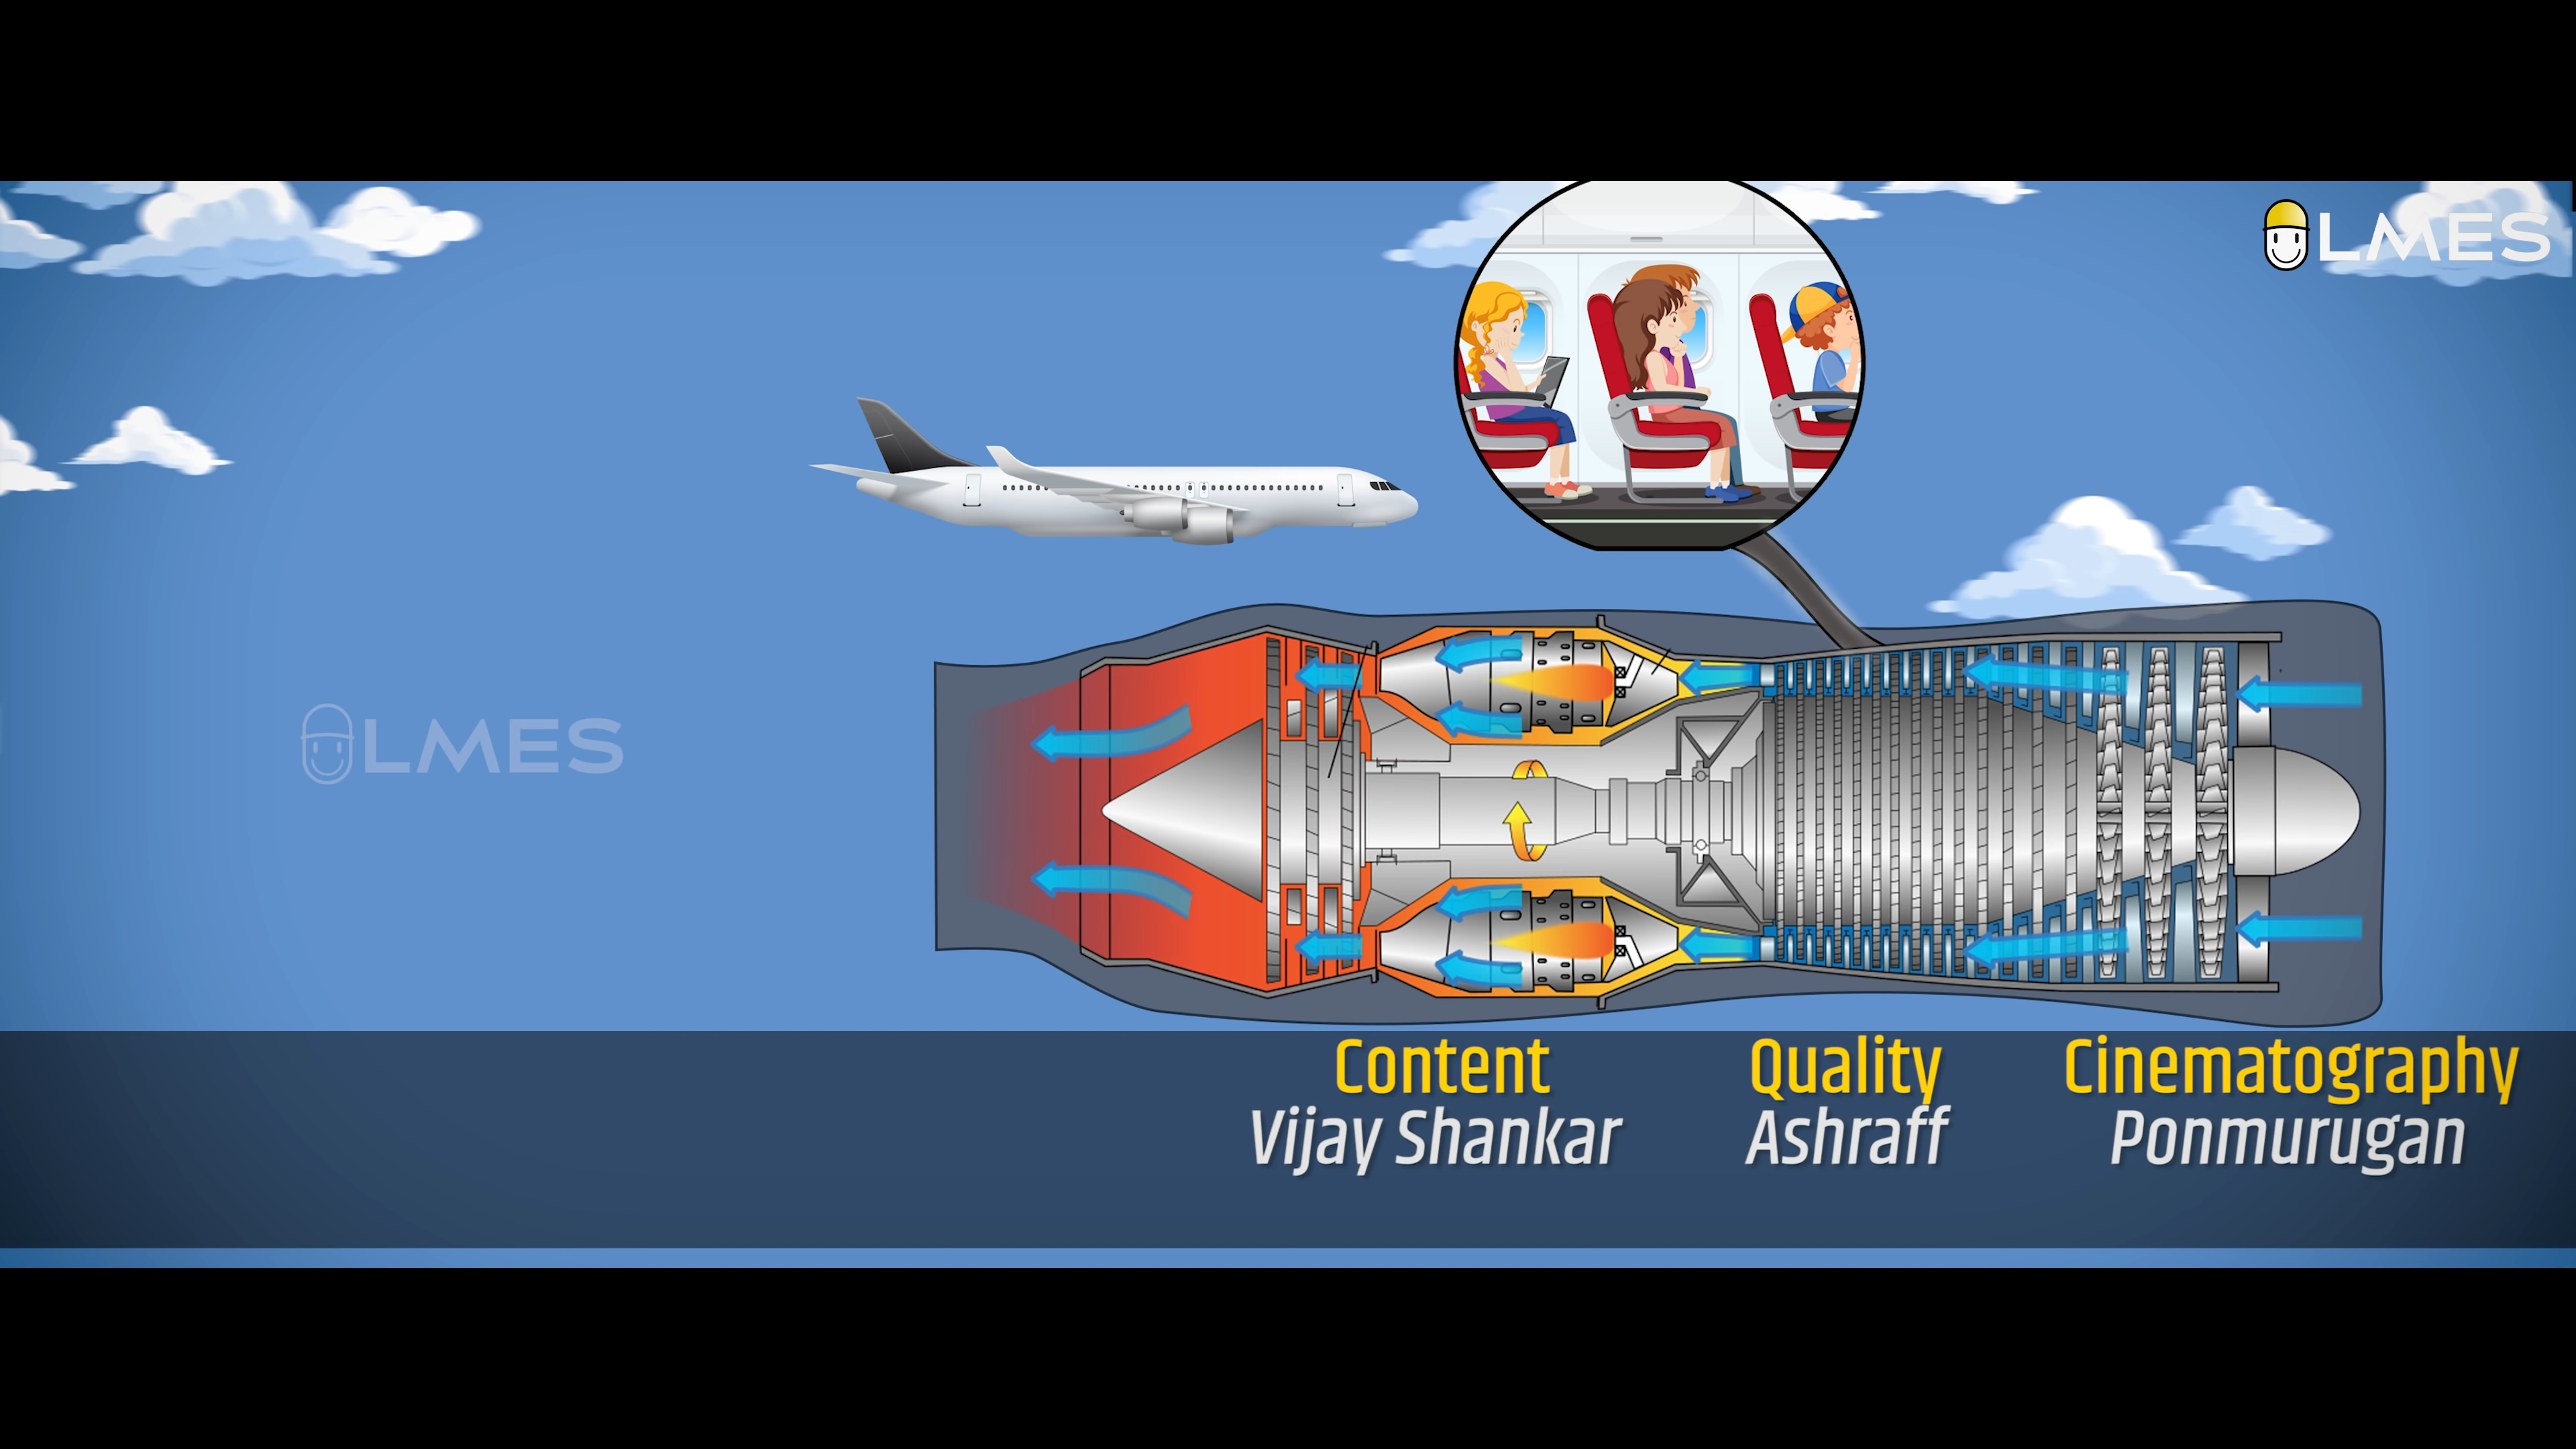 LMES
LMES
Content
Vijay Shankar
Quality
Ashraff
Cinematography
Ponmurugan